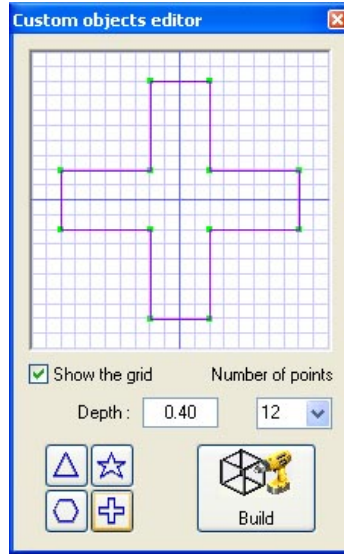 Custom objects editor
Show the grid Number of points
Depth : 0.40 12
Build